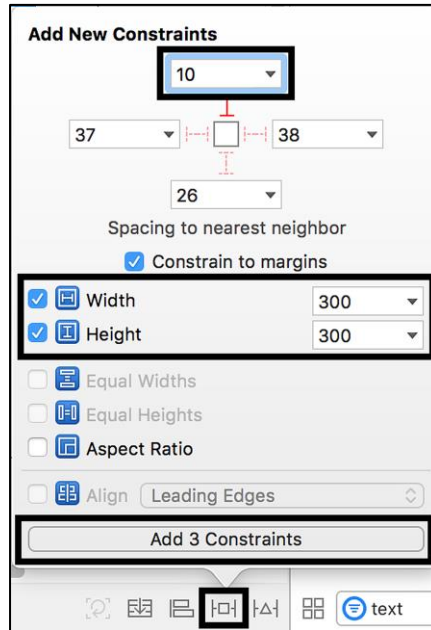 Add New Constraints
10
37 38
26
Spacing to nearest neighbor
Constrain to margins
Width 300
Height 300
Equal Widths
Equal Heights
Aspect Ratio
Align Leading Edges
Add 3 Constraints
text